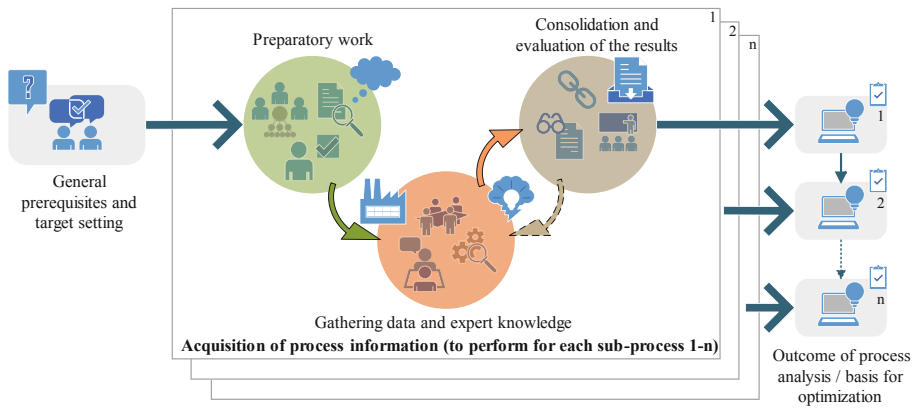 Preparatory work
Consolidation and
evaluation of the results
1
2
n
?
General
prerequisites and
target setting
Gathering data and expert knowledge
Acquisition of process information (to perform for each sub-process 1-n)
1
2
n
Outcome of process
analysis / basis for
optimization